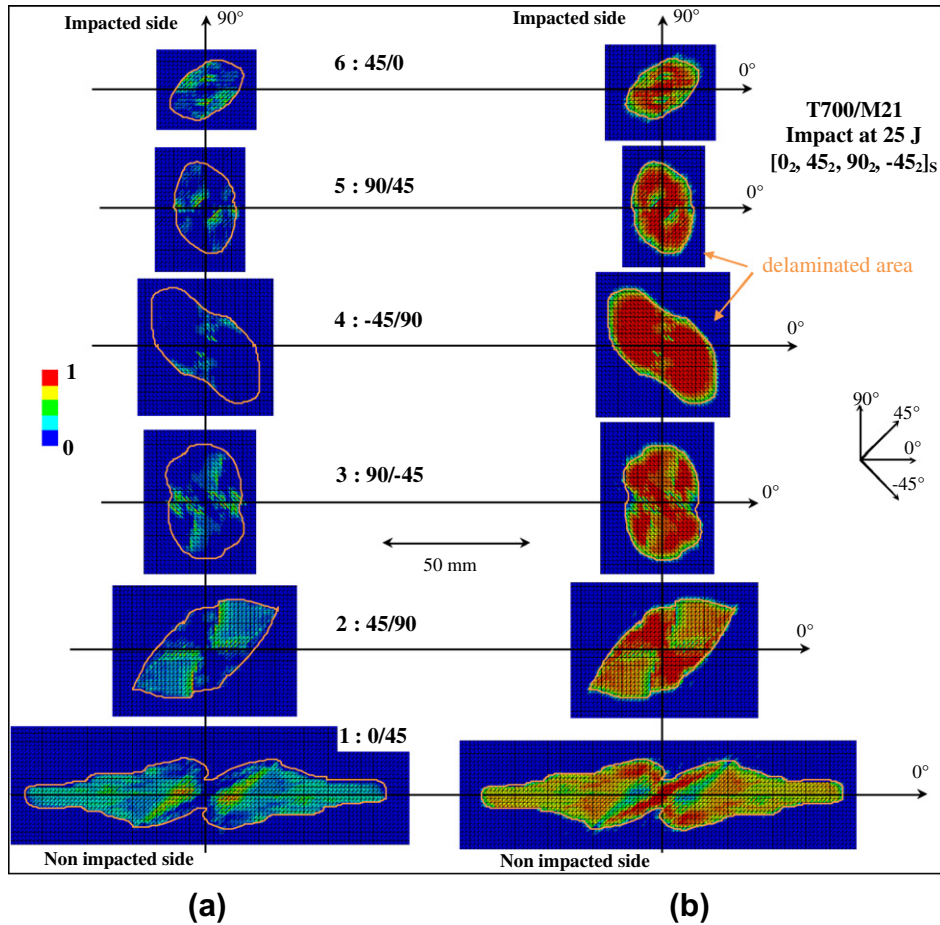 Impacted side
90°
Impacted side
90°
6 : 45/0
0°
T700/M21
Impact at 25 J
[0₂, 45₂, 90₂, -45₂]S
5 : 90/45
0°
delaminated area
4 : -45/90
0°
1
0
90°
45°
0°
-45°
3 : 90/-45
0°
50 mm
2 : 45/90
0°
1 : 0/45
0°
Non impacted side
Non impacted side
(a)
(b)